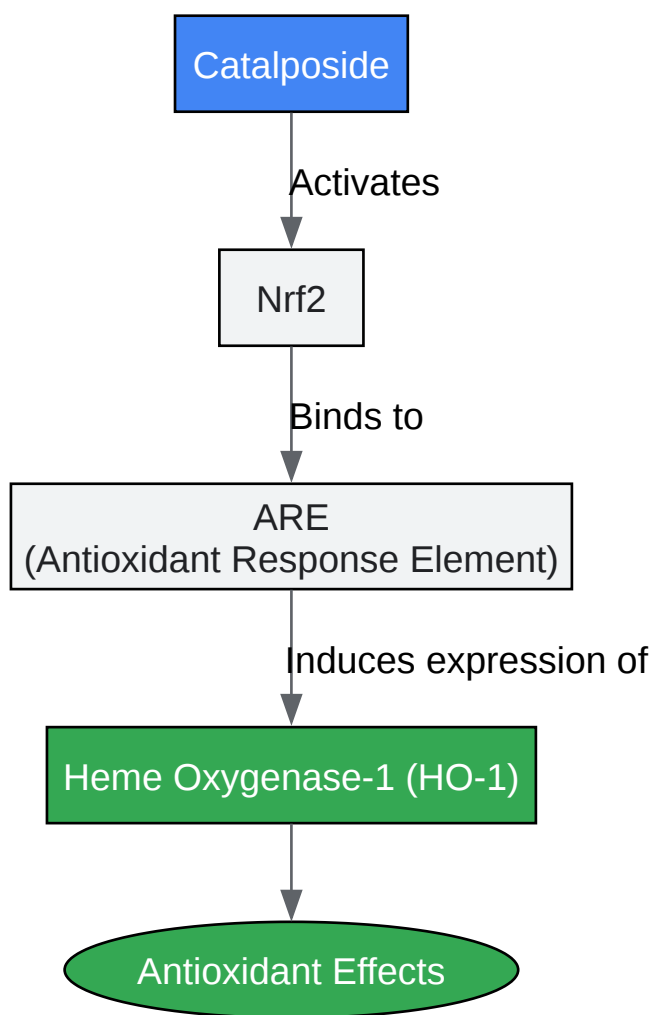 Catalposide
Activates
Nrf2
Binds to
ARE
(Antioxidant Response Element)
Induces expression of
Heme Oxygenase-1 (HO-1)
Antioxidant Effects